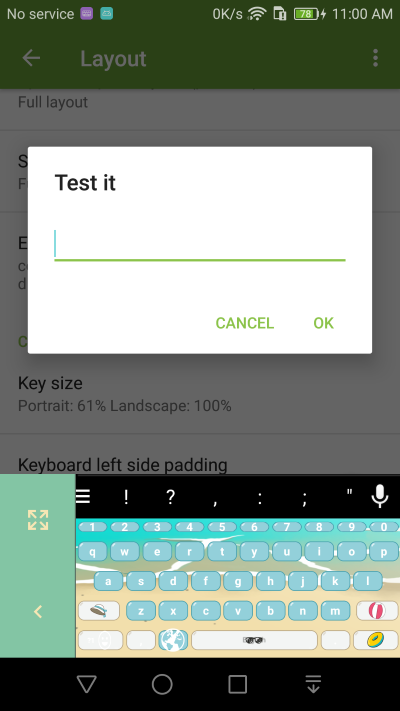 No service 0K/s 78 11:00 AM
Layout
Full layout
Test it
CANCEL OK
Key size
Portrait: 61% Landscape: 100%
Keyboard left side padding
! ? , : ; "
1 2 3 4 5 6 7 8 9 0
q w e r t y u i o p
a s d f g h j k l
z x c v b n m
, .